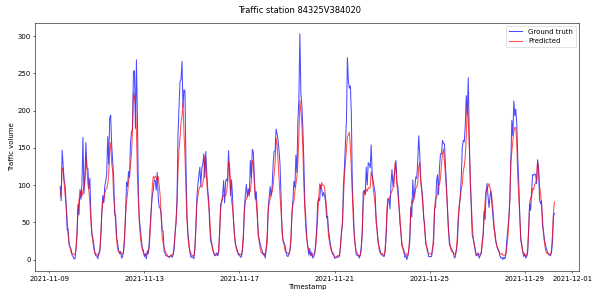 Traffic station 84325V384020
Ground truth
Predicted
Traffic volume
300
250
200
150
100
50
0
2021-11-09
2021-11-13
2021-11-17
2021-11-21
2021-11-25
2021-11-29
2021-12-01
Timestamp